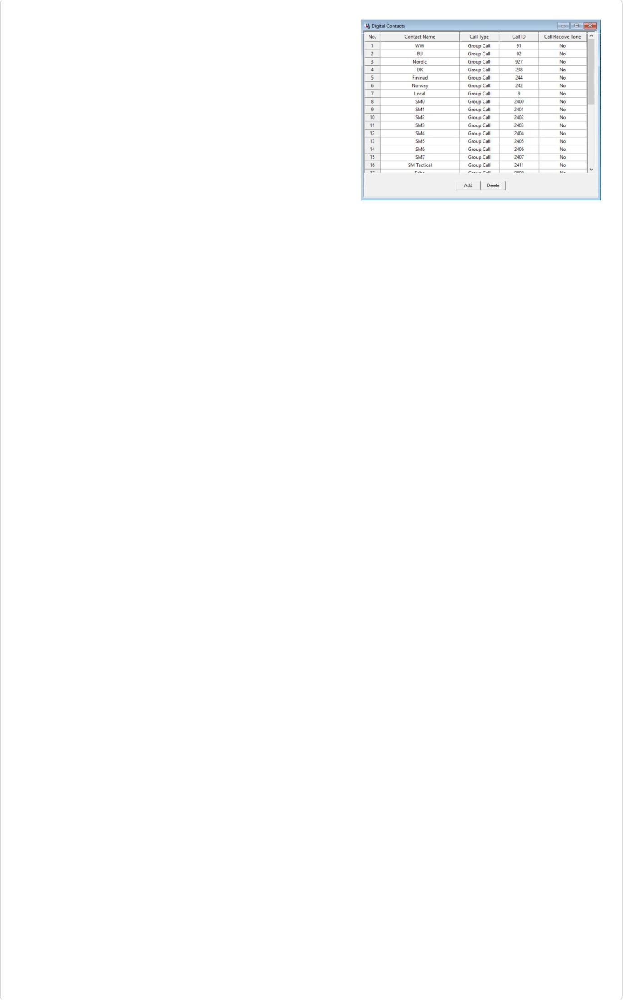 Digital Contacts
No. Contact Name Call Type Call ID Call Receive Tone
1 WW Group Call 91 No
2 EU Group Call 92 No
3 Nordic Group Call 927 No
4 DK Group Call 238 No
5 Finlnad Group Call 244 No
6 Norway Group Call 242 No
7 Local Group Call 9 No
8 SM0 Group Call 2400 No
9 SM1 Group Call 2401 No
10 SM2 Group Call 2402 No
11 SM3 Group Call 2403 No
12 SM4 Group Call 2404 No
13 SM5 Group Call 2405 No
14 SM6 Group Call 2406 No
15 SM7 Group Call 2407 No
16 SM Tactical Group Call 2411 No
17 Echo Group Call No
Add Delete